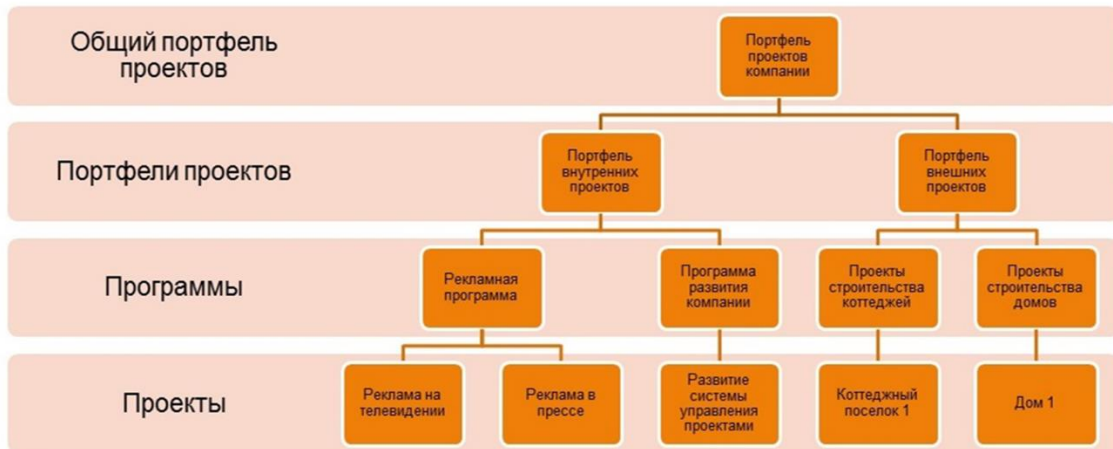 Общий портфель
проектов
Портфель
проектов
компании
Портфели проектов
Портфель
внутренних
проектов
Портфель
внешних
проектов
Программы
Рекламная
программа
Программа
развития
компании
Проекты
строительства
коттеджей
Проекты
строительства
домов
Проекты
Реклама на
телевидении
Реклама в
прессе
Развитие
системы
управления
проектами
Коттеджный
поселок 1
Дом 1